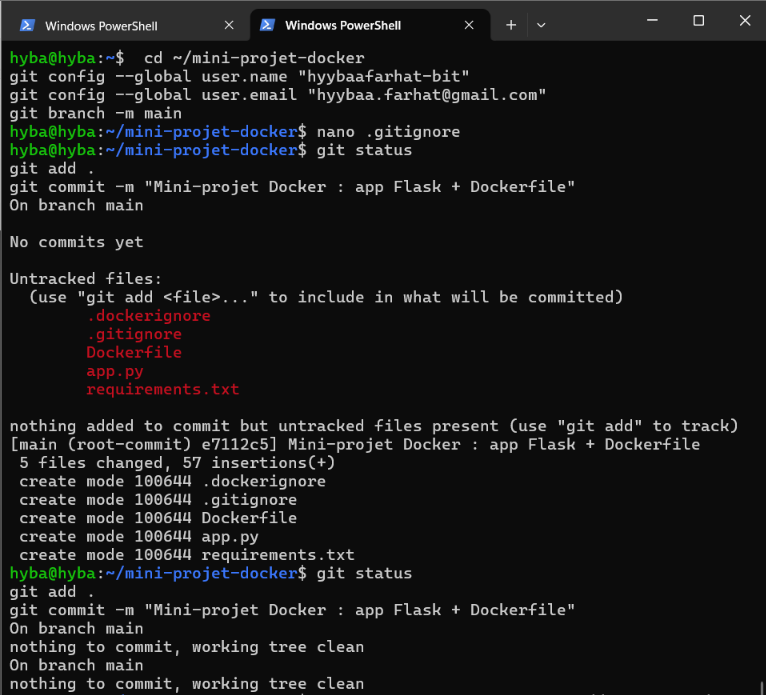 Windows PowerShell
Windows PowerShell
hyba@hyba:~$  cd ~/mini-projet-docker
git config --global user.name "hyybaafarhat-bit"
git config --global user.email "hyybaa.farhat@gmail.com"
git branch -m main
hyba@hyba:~/mini-projet-docker$ nano .gitignore
hyba@hyba:~/mini-projet-docker$ git status
git add .
git commit -m "Mini-projet Docker : app Flask + Dockerfile"
On branch main

No commits yet

Untracked files:
  (use "git add <file>..." to include in what will be committed)
        .dockerignore
        .gitignore
        Dockerfile
        app.py
        requirements.txt

nothing added to commit but untracked files present (use "git add" to track)
[main (root-commit) e7112c5] Mini-projet Docker : app Flask + Dockerfile
 5 files changed, 57 insertions(+)
 create mode 100644 .dockerignore
 create mode 100644 .gitignore
 create mode 100644 Dockerfile
 create mode 100644 app.py
 create mode 100644 requirements.txt
hyba@hyba:~/mini-projet-docker$ git status
git add .
git commit -m "Mini-projet Docker : app Flask + Dockerfile"
On branch main
nothing to commit, working tree clean
On branch main
nothing to commit, working tree clean